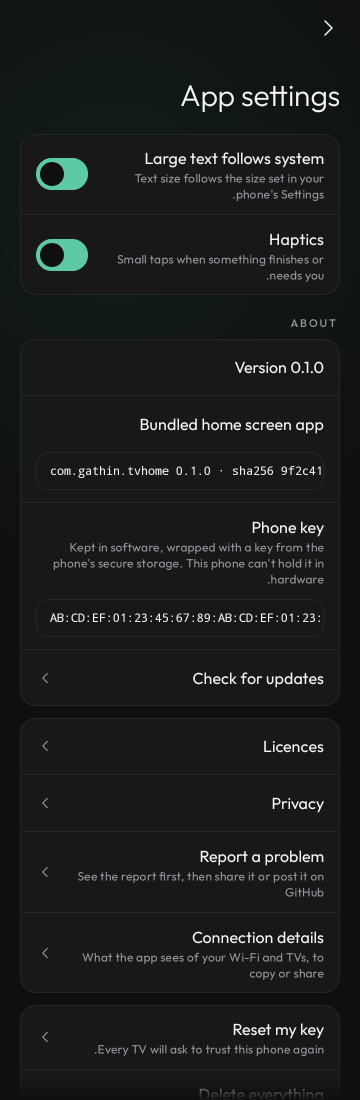 App settings
Large text follows system
Text size follows the size set in your
.phone's Settings
Haptics
Small taps when something finishes or
.needs you
ABOUT
Version 0.1.0
Bundled home screen app
com.gathin.tvhome 0.1.0 · sha256 9f2c41
Phone key
Kept in software, wrapped with a key from the
phone's secure storage. This phone can't hold it in
.hardware
AB:CD:EF:01:23:45:67:89:AB:CD:EF:01:23:
Check for updates
Licences
Privacy
Report a problem
See the report first, then share it or post it on
GitHub
Connection details
What the app sees of your Wi-Fi and TVs, to
copy or share
Reset my key
.Every TV will ask to trust this phone again
Delete everything